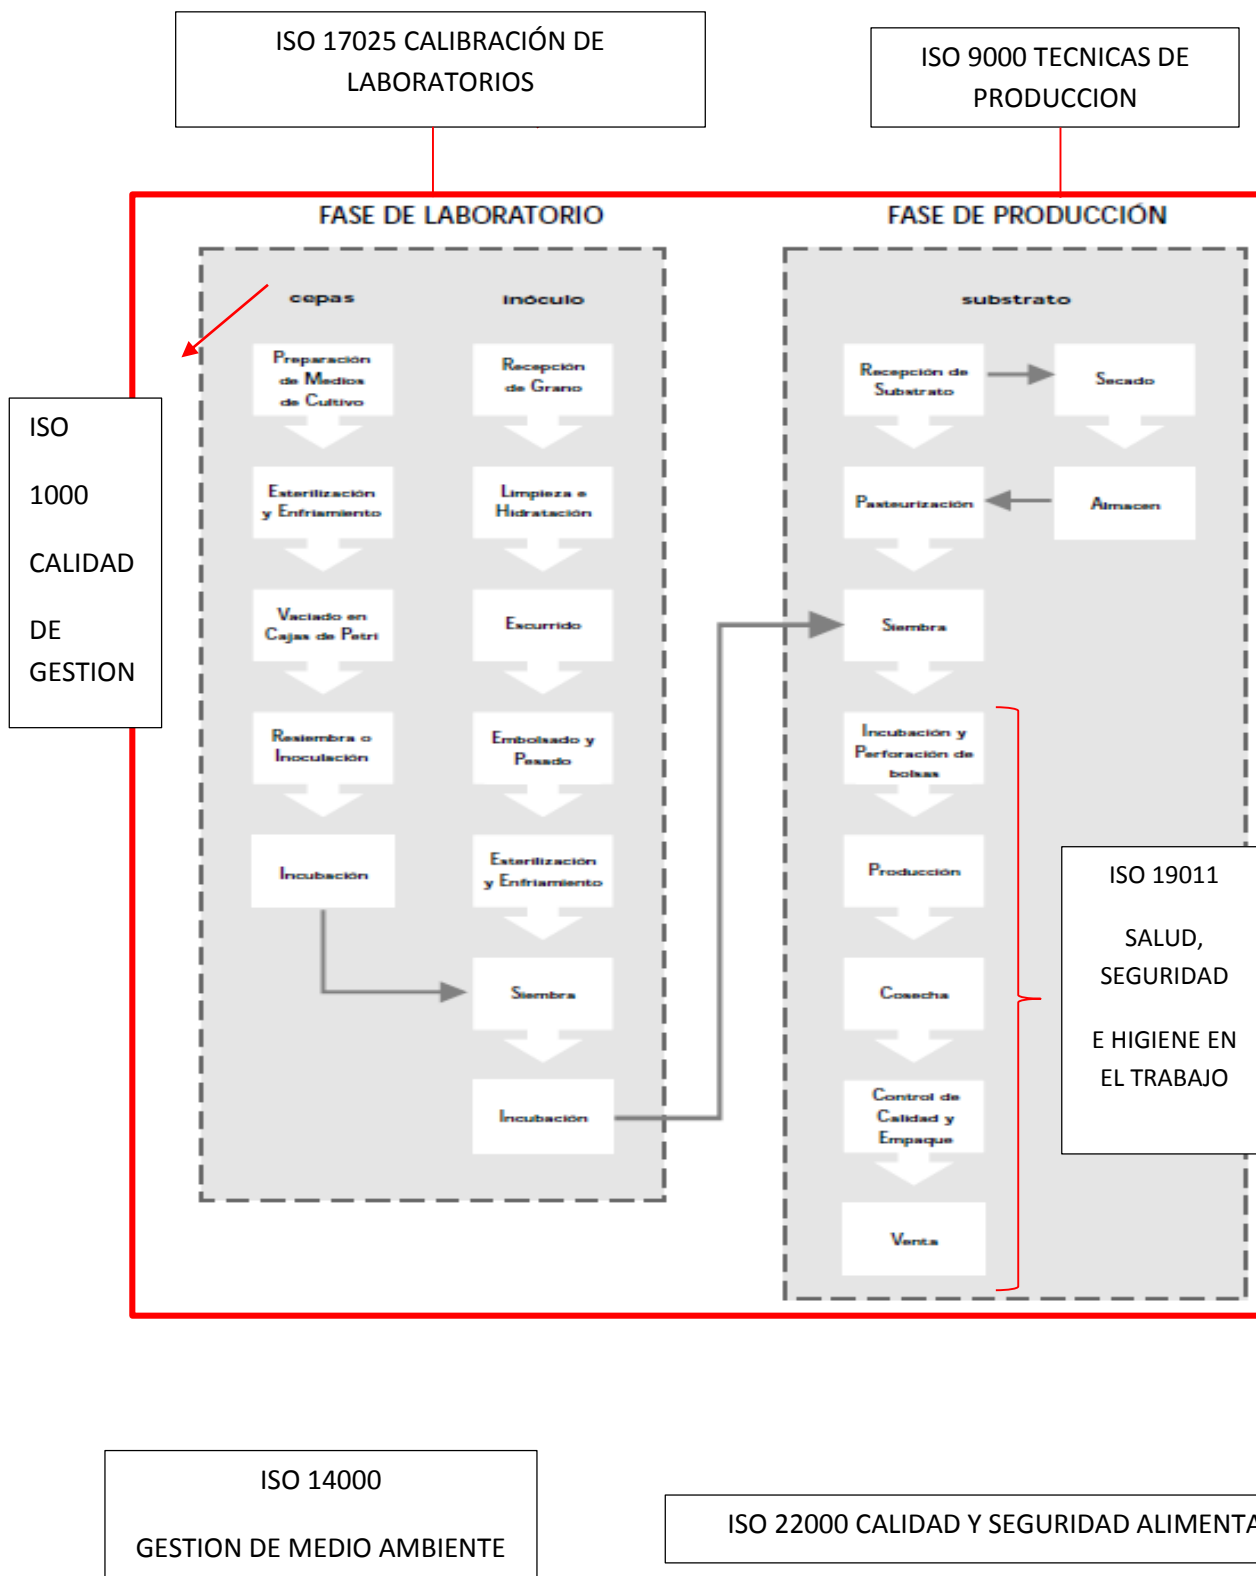 ISO 17025 CALIBRACIÓN DE
LABORATORIOS
ISO 9000 TECNICAS DE
PRODUCCION
FASE DE LABORATORIO
cepas
Preparación
de Medios
de Cultivo
Esterilización
y Enfriamiento
Vaciado en
Cajas de Petri
Resiembra o
Inoculación
Incubación
inóculo
Recepción
de Grano
Limpieza e
Hidratación
Escurrido
Embolsado y
Pesado
Esterilización
y Enfriamiento
Siembra
Incubación
FASE DE PRODUCCIÓN
substrato
Recepción de
Substrato
Secado
Pasteurización
Almacen
Siembra
Incubación y
Perforación de
bolsas
Producción
Cosecha
Control de
Calidad y
Empaque
Venta
ISO
1000
CALIDAD
DE
GESTION
ISO 19011
SALUD,
SEGURIDAD
E HIGIENE EN
EL TRABAJO
ISO 14000
GESTION DE MEDIO AMBIENTE
ISO 22000 CALIDAD Y SEGURIDAD ALIMENTA